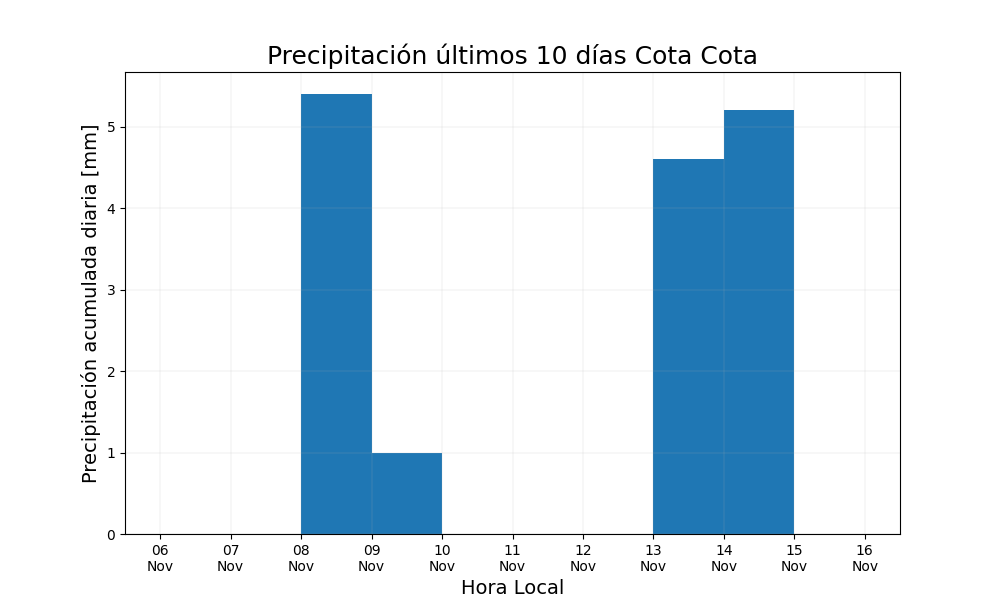 Precipitación últimos 10 días Cota Cota
Precipitación acumulada diaria [mm]
5
4
3
2
1
0
06 07 08 09 10 11 12 13 14 15 16
Nov Nov Nov Nov Nov Nov Nov Nov Nov Nov Nov
Hora Local